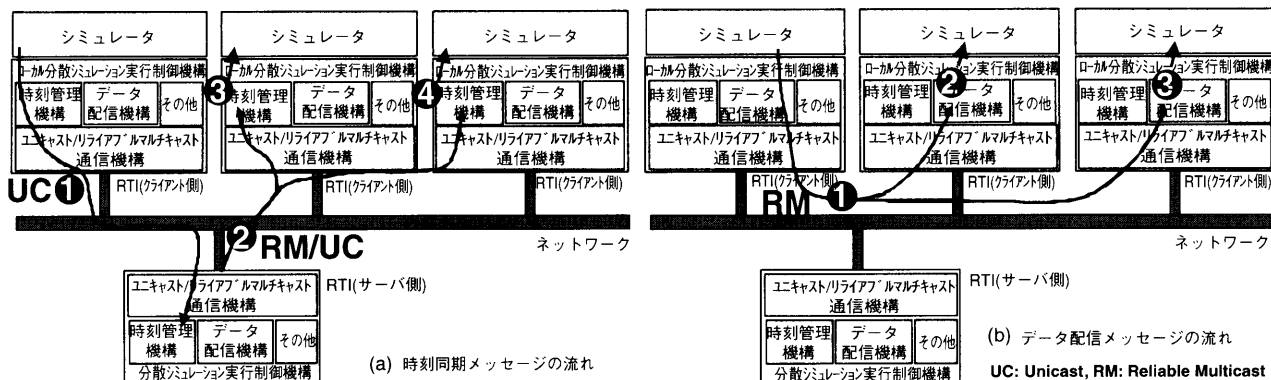 シミュレータ
ローカル分散シミュレーション実行制御機構
時刻管理機構
データ配信機構
その他
ユニキャスト/リライアブルマルチキャスト
通信機構
RTI(クライアント側)
シミュレータ
ローカル分散シミュレーション実行制御機構
時刻管理機構
データ配信機構
その他
ユニキャスト/リライアブルマルチキャスト
通信機構
RTI(クライアント側)
シミュレータ
ローカル分散シミュレーション実行制御機構
時刻管理機構
データ配信機構
その他
ユニキャスト/リライアブルマルチキャスト
通信機構
RTI(クライアント側)
UC ❶
❷ RM/UC
❸
❹
ネットワーク
ユニキャスト/リライアブルマルチキャスト
通信機構
RTI(サーバ側)
時刻管理機構
データ配信機構
その他
分散シミュレーション実行制御機構
(a) 時刻同期メッセージの流れ
シミュレータ
ローカル分散シミュレーション実行制御機構
時刻管理機構
データ配信機構
その他
ユニキャスト/リライアブルマルチキャスト
通信機構
RTI(クライアント側)
シミュレータ
ローカル分散シミュレーション実行制御機構
時刻管理機構
データ配信機構
その他
ユニキャスト/リライアブルマルチキャスト
通信機構
RTI(クライアント側)
シミュレータ
ローカル分散シミュレーション実行制御機構
時刻管理機構
データ配信機構
その他
ユニキャスト/リライアブルマルチキャスト
通信機構
RTI(クライアント側)
RM ❶
❷
❸
ネットワーク
ユニキャスト/リライアブルマルチキャスト
通信機構
RTI(サーバ側)
時刻管理機構
データ配信機構
その他
分散シミュレーション実行制御機構
(b) データ配信メッセージの流れ
UC: Unicast, RM: Reliable Multicast